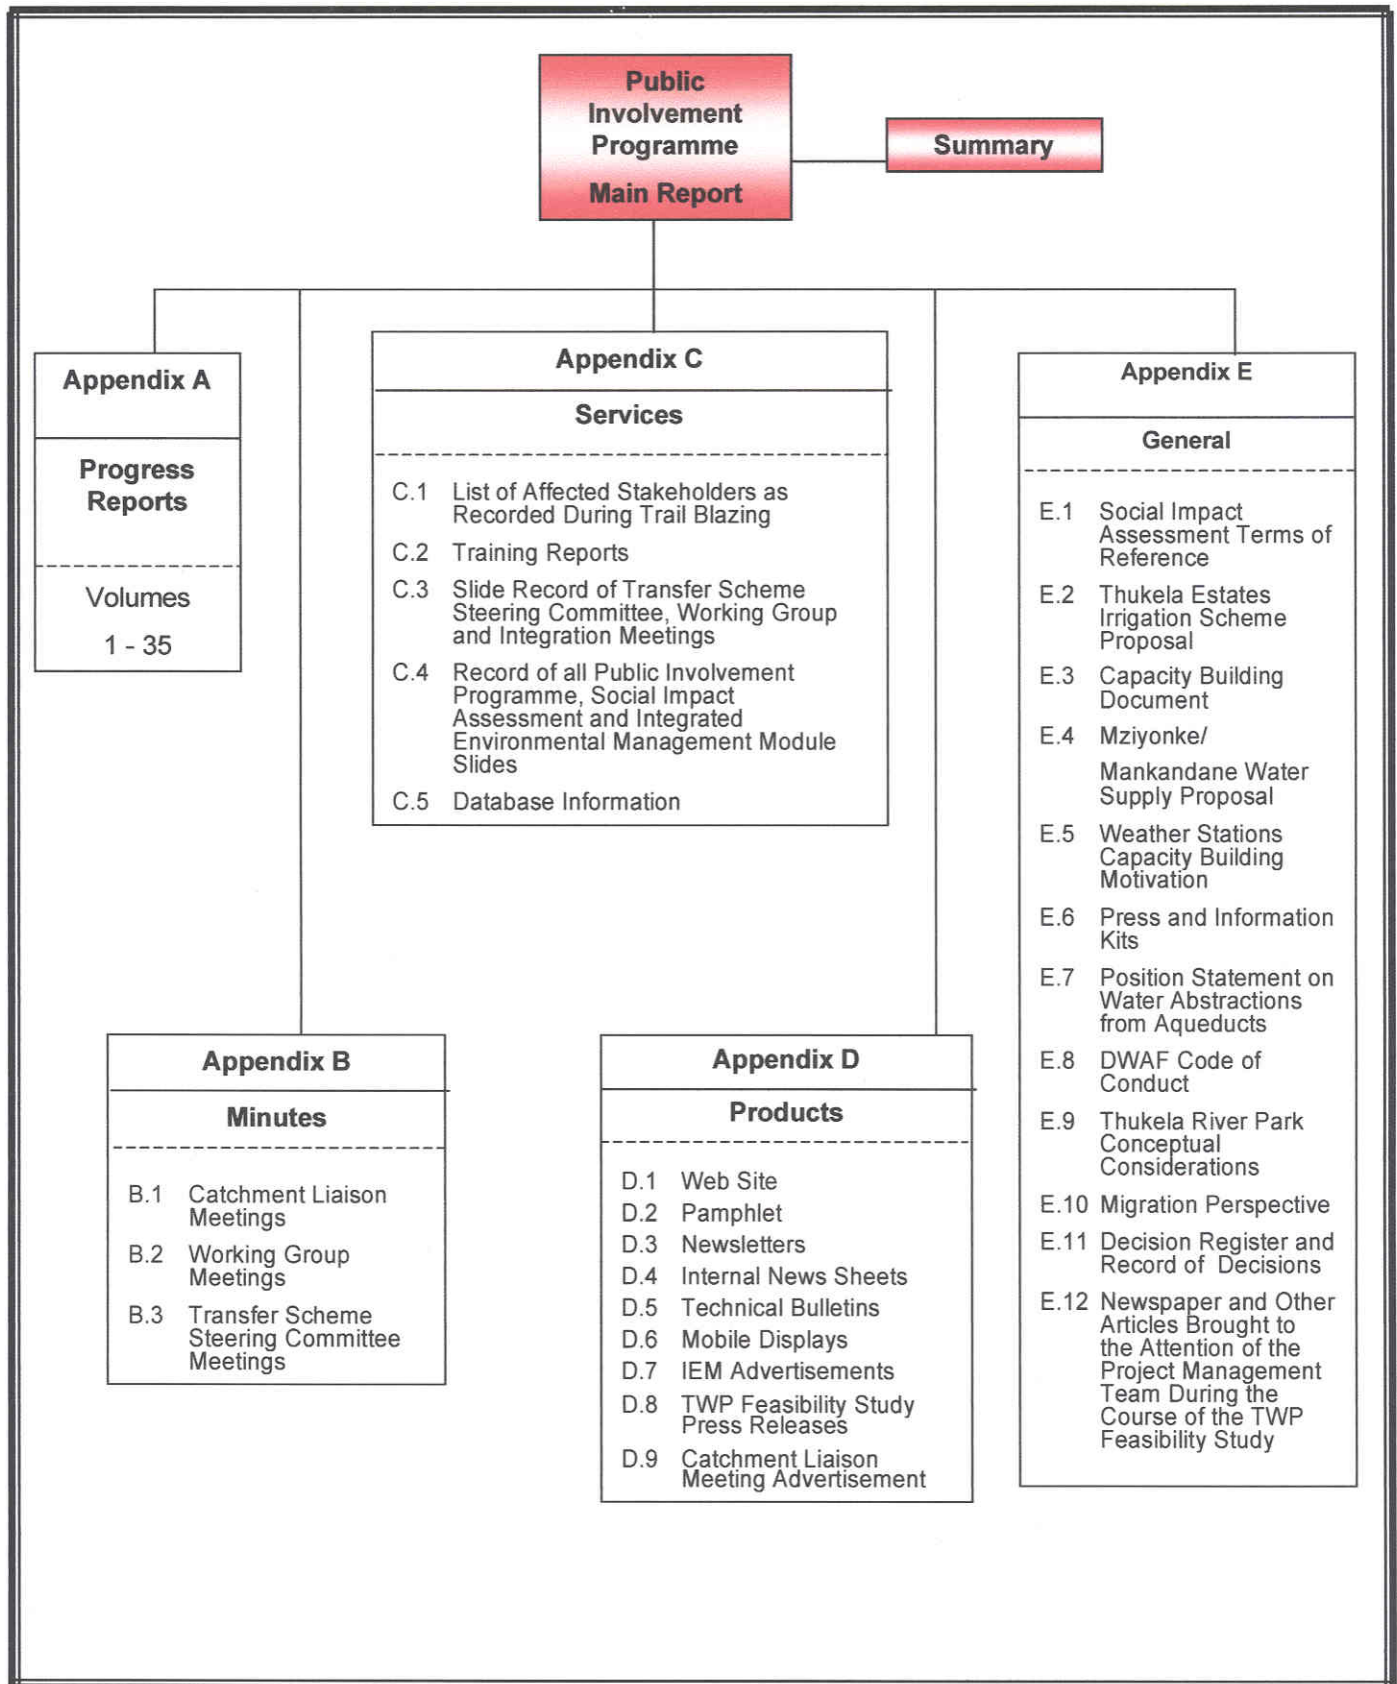 Public
Involvement
Programme
Main Report
Summary
Appendix A
Progress
Reports
Volumes
1 - 35
Appendix B
Minutes
B.1 Catchment Liaison
Meetings
B.2 Working Group
Meetings
B.3 Transfer Scheme
Steering Committee
Meetings
Appendix C
Services
C.1 List of Affected Stakeholders as
Recorded During Trail Blazing
C.2 Training Reports
C.3 Slide Record of Transfer Scheme
Steering Committee, Working Group
and Integration Meetings
C.4 Record of all Public Involvement
Programme, Social Impact
Assessment and Integrated
Environmental Management Module
Slides
C.5 Database Information
Appendix D
Products
D.1 Web Site
D.2 Pamphlet
D.3 Newsletters
D.4 Internal News Sheets
D.5 Technical Bulletins
D.6 Mobile Displays
D.7 IEM Advertisements
D.8 TWP Feasibility Study
Press Releases
D.9 Catchment Liaison
Meeting Advertisement
Appendix E
General
E.1 Social Impact
Assessment Terms of
Reference
E.2 Thukela Estates
Irrigation Scheme
Proposal
E.3 Capacity Building
Document
E.4 Mziyonke/
Mankandane Water
Supply Proposal
E.5 Weather Stations
Capacity Building
Motivation
E.6 Press and Information
Kits
E.7 Position Statement on
Water Abstractions
from Aqueducts
E.8 DWAF Code of
Conduct
E.9 Thukela River Park
Conceptual
Considerations
E.10 Migration Perspective
E.11 Decision Register and
Record of Decisions
E.12 Newspaper and Other
Articles Brought to
the Attention of the
Project Management
Team During the
Course of the TWP
Feasibility Study